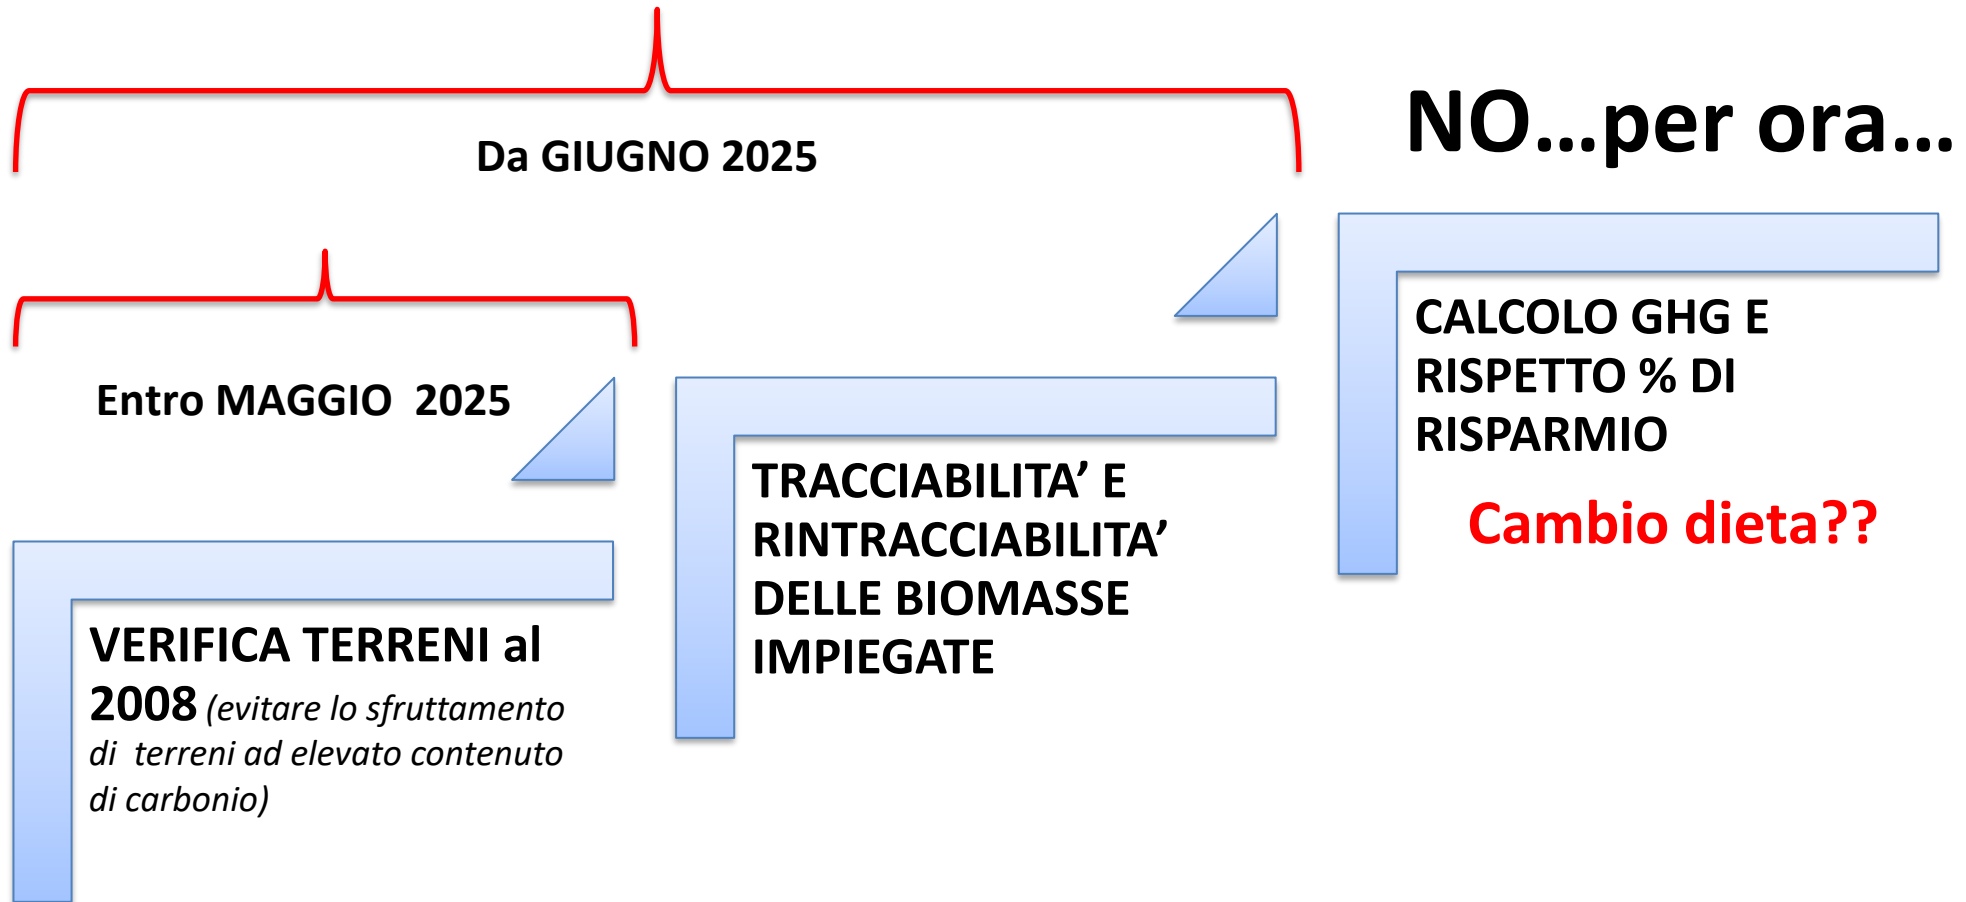 Da GIUGNO 2025
NO...per ora...
Entro MAGGIO  2025
VERIFICA TERRENI al
2008 (evitare lo sfruttamento
di  terreni ad elevato contenuto
di carbonio)
TRACCIABILITA’ E
RINTRACCIABILITA’
DELLE BIOMASSE
IMPIEGATE
CALCOLO GHG E
RISPETTO % DI
RISPARMIO
Cambio dieta??